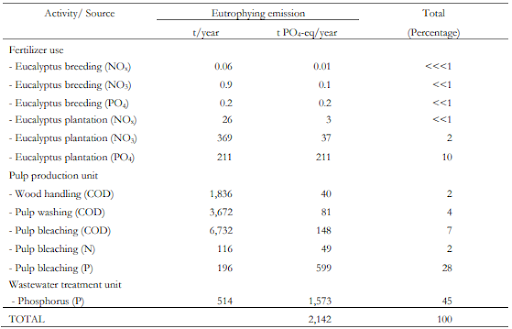 Activity/ Source Eutrophying emission Total
t/year t PO₄-eq/year (Percentage)
Fertilizer use
- Eucalyptus breeding (NOₓ) 0.06 0.01 <<<1
- Eucalyptus breeding (NO₃) 0.9 0.1 <<1
- Eucalyptus breeding (PO₄) 0.2 0.2 <<1
- Eucalyptus plantation (NOₓ) 26 3 <<1
- Eucalyptus plantation (NO₃) 369 37 2
- Eucalyptus plantation (PO₄) 211 211 10
Pulp production unit
- Wood handling (COD) 1,836 40 2
- Pulp washing (COD) 3,672 81 4
- Pulp bleaching (COD) 6,732 148 7
- Pulp bleaching (N) 116 49 2
- Pulp bleaching (P) 196 599 28
Wastewater treatment unit
- Phosphorus (P) 514 1,573 45
TOTAL 2,142 100